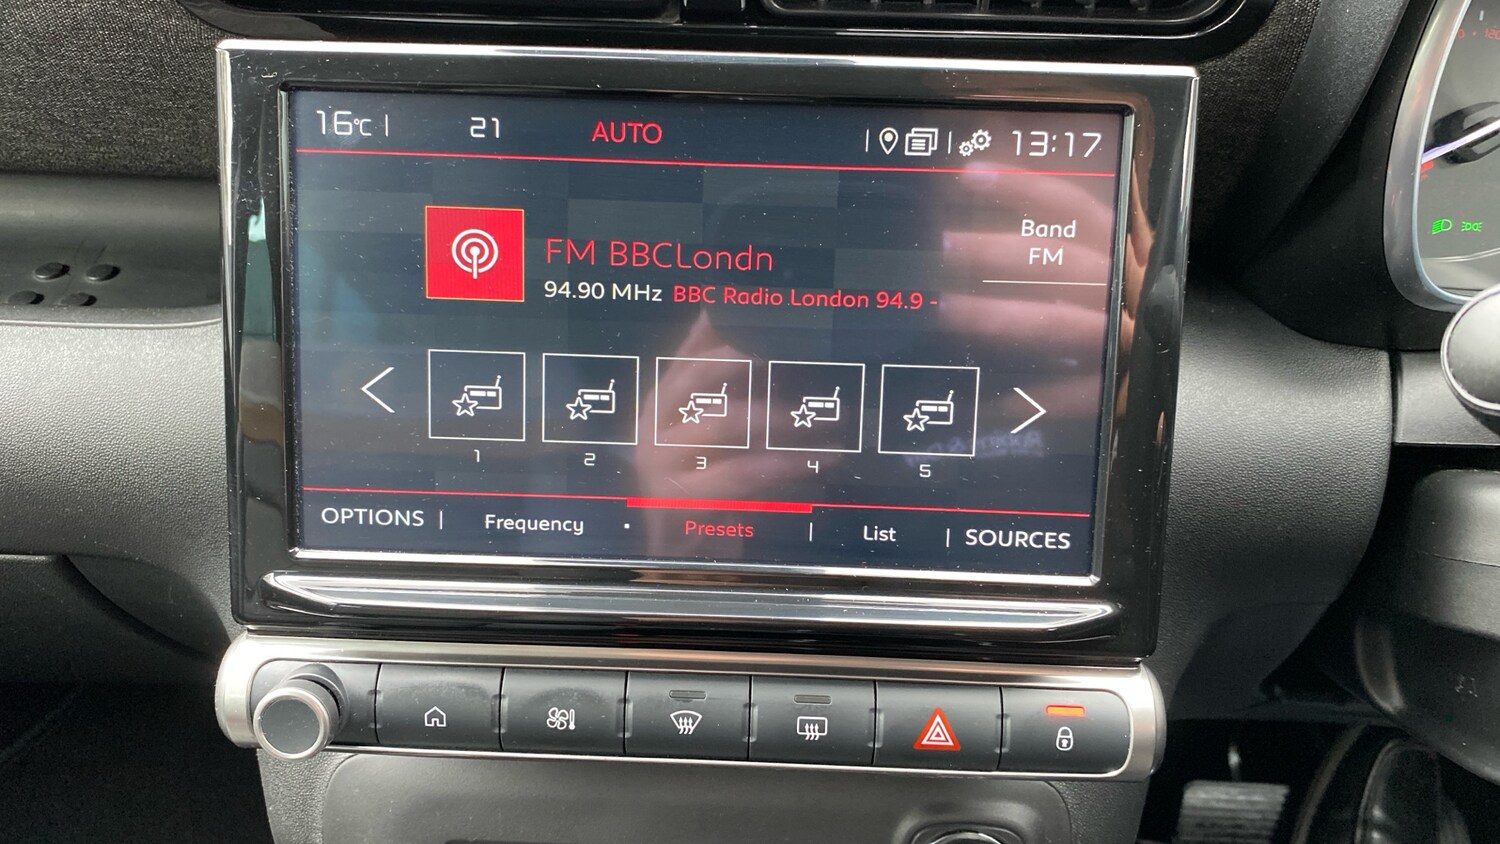 16°C | 21 AUTO 13:17
Band
FM
FM BBCLondn
94.90 MHz BBC Radio London 94.9 -
1 2 3 4 5
OPTIONS | Frequency · Presets | List | SOURCES